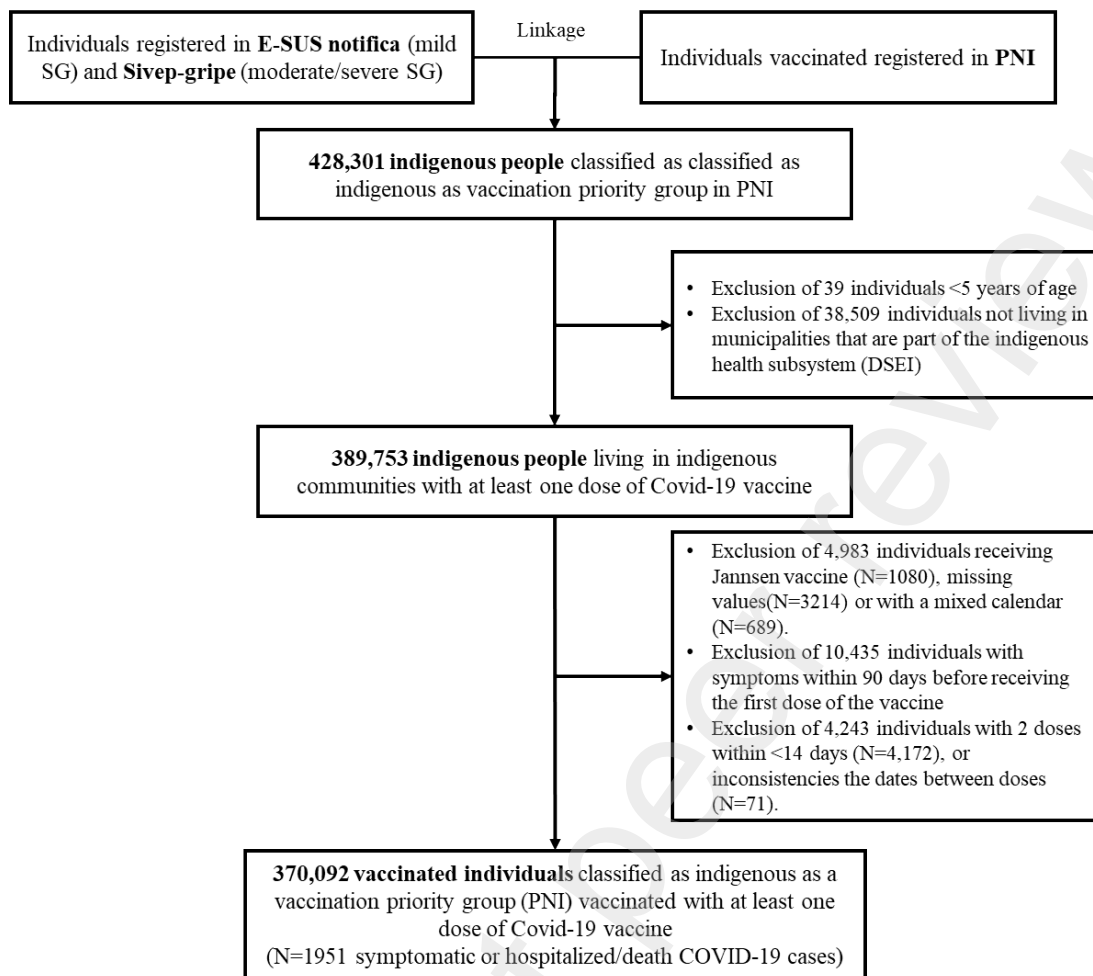 Individuals registered in E-SUS notifica (mild
SG) and Sivep-gripe (moderate/severe SG)
Linkage
Individuals vaccinated registered in PNI
428,301 indigenous people classified as classified as
indigenous as vaccination priority group in PNI
• Exclusion of 39 individuals <5 years of age
• Exclusion of 38,509 individuals not living in
municipalities that are part of the indigenous
health subsystem (DSEI)
389,753 indigenous people living in indigenous
communities with at least one dose of Covid-19 vaccine
• Exclusion of 4,983 individuals receiving
Jannsen vaccine (N=1080), missing
values(N=3214) or with a mixed calendar
(N=689).
• Exclusion of 10,435 individuals with
symptoms within 90 days before receiving
the first dose of the vaccine
• Exclusion of 4,243 individuals with 2 doses
within <14 days (N=4,172), or
inconsistencies the dates between doses
(N=71).
370,092 vaccinated individuals classified as indigenous as a
vaccination priority group (PNI) vaccinated with at least one
dose of Covid-19 vaccine
(N=1951 symptomatic or hospitalized/death COVID-19 cases)
peer review